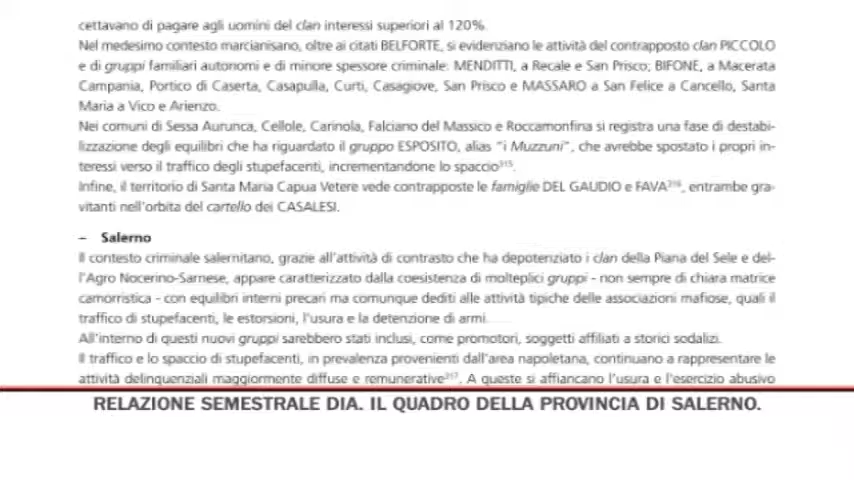 cettavano di pagare agli uomini del clan interessi superiori al 120%.
Nel medesimo contesto marcianisano, oltre ai citati BELFORTE, si evidenziano le attività del contrapposto clan PICCOLO
e di gruppi familiari autonomi e di minore spessore criminale: MENDITTI, a Recale e San Prisco; BIFONE, a Macerata
Campania, Portico di Caserta, Casapulla, Curti, Casagiove, San Prisco e MASSARO a San Felice a Cancello, Santa
Maria a Vico e Arienzo.
Nei comuni di Sessa Aurunca, Cellole, Carinola, Falciano del Massico e Roccamonfina si registra una fase di destabi-
lizzazione degli equilibri che ha riguardato il gruppo ESPOSITO, alias "i Muzzuni", che avrebbe spostato i propri in-
teressi verso il traffico degli stupefacenti, incrementandone lo spaccio³¹⁵.
Infine, il territorio di Santa Maria Capua Vetere vede contrapposte le famiglie DEL GAUDIO e FAVA³¹⁶, entrambe gra-
vitanti nell'orbita del cartello dei CASALESI.
– Salerno
Il contesto criminale salernitano, grazie all'attività di contrasto che ha depotenziato i clan della Piana del Sele e del-
l'Agro Nocerino-Sarnese, appare caratterizzato dalla coesistenza di molteplici gruppi - non sempre di chiara matrice
camorristica - con equilibri interni precari ma comunque dediti alle attività tipiche delle associazioni mafiose, quali il
traffico di stupefacenti, le estorsioni, l'usura e la detenzione di armi.
All'interno di questi nuovi gruppi sarebbero stati inclusi, come promotori, soggetti affiliati a storici sodalizi.
Il traffico e lo spaccio di stupefacenti, in prevalenza provenienti dall'area napoletana, continuano a rappresentare le
attività delinquenziali maggiormente diffuse e remunerative³¹⁷. A queste si affiancano l'usura e l'esercizio abusivo
RELAZIONE SEMESTRALE DIA. IL QUADRO DELLA PROVINCIA DI SALERNO.